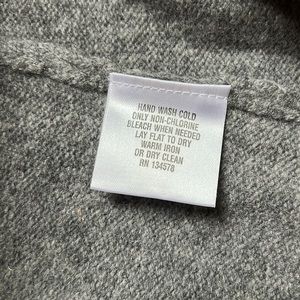 HAND WASH COLD
ONLY NON-CHLORINE
BLEACH WHEN NEEDED
LAY FLAT TO DRY
WARM IRON
OR DRY CLEAN
RN 134578